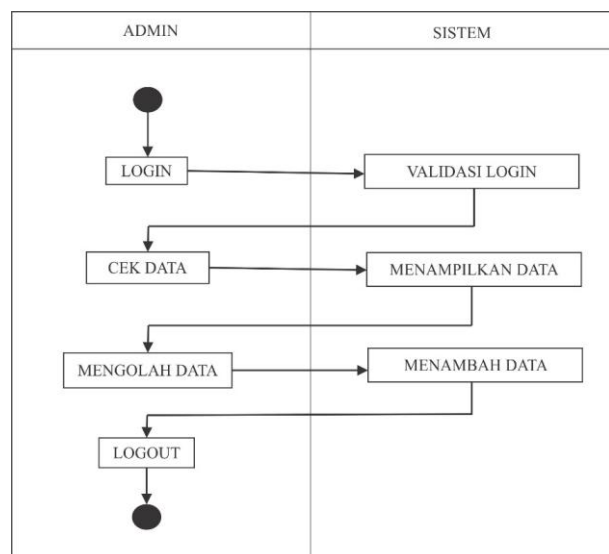 ADMIN
SISTEM
LOGIN
VALIDASI LOGIN
CEK DATA
MENAMPILKAN DATA
MENGOLAH DATA
MENAMBAH DATA
LOGOUT